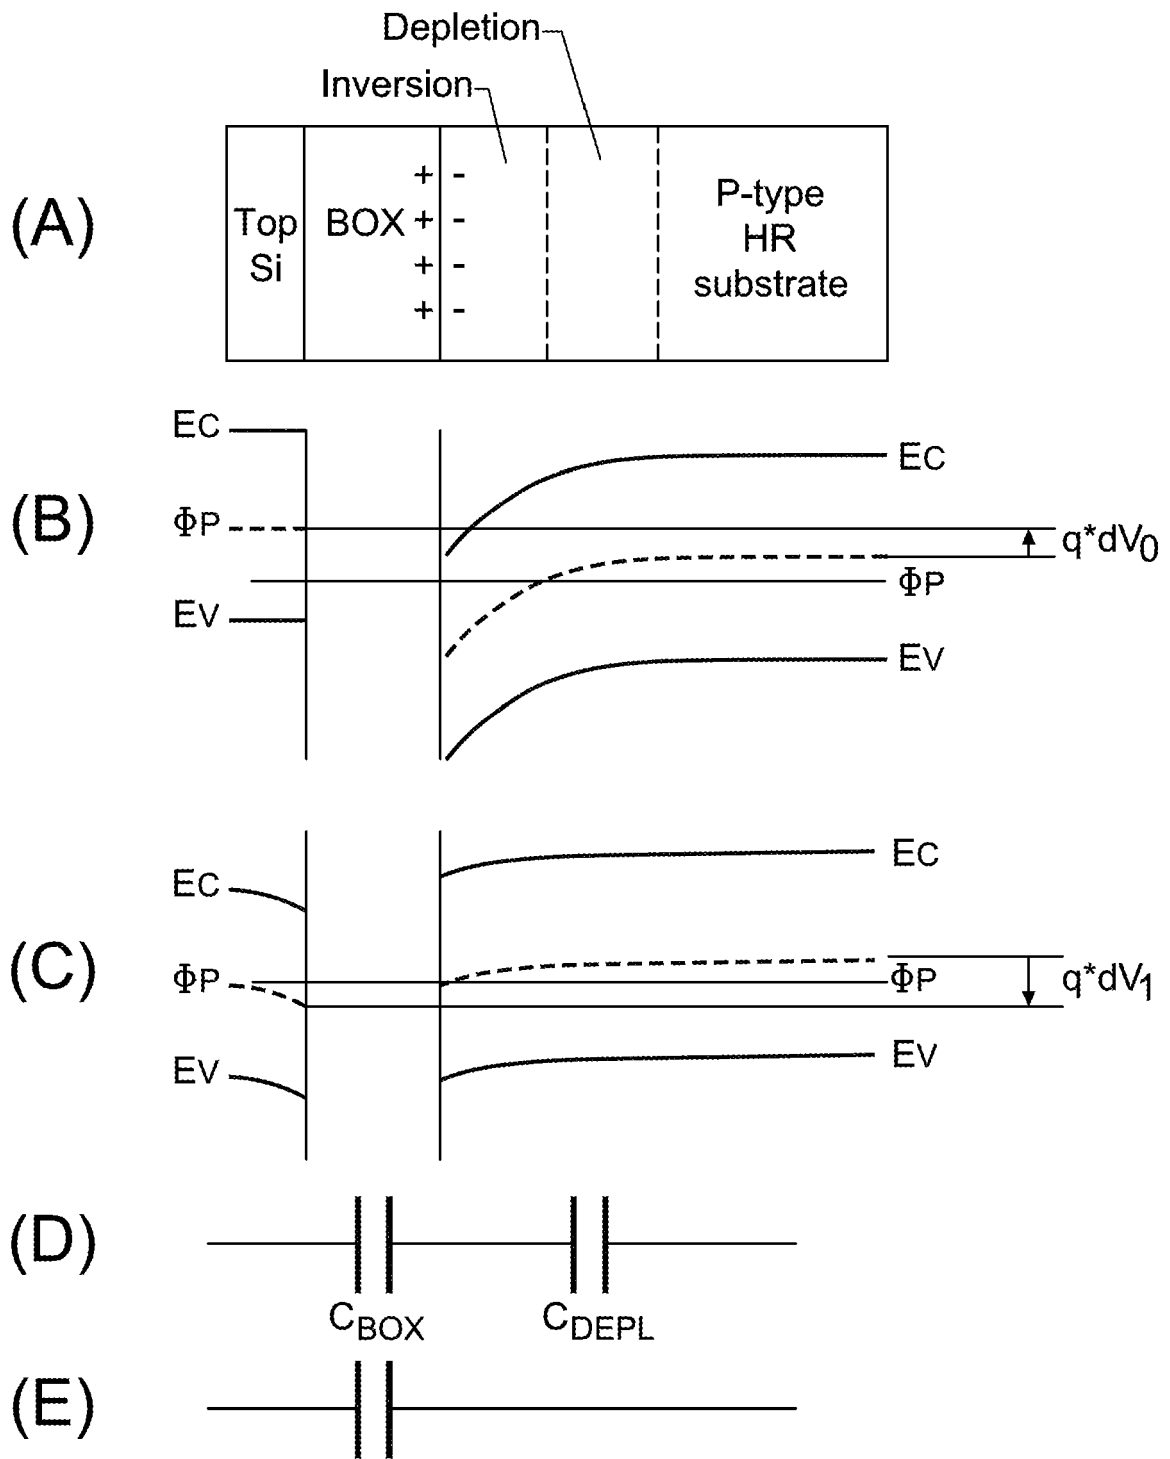 Depletion
Inversion
(A)
Top
Si
BOX
+ -
+ -
+ -
+ -
P-type
HR
substrate
(B)
EC
ΦP
EV
EC
q*dV0
ΦP
EV
(C)
EC
ΦP
EV
EC
ΦP
q*dV1
EV
(D)
CBOX
CDEPL
(E)